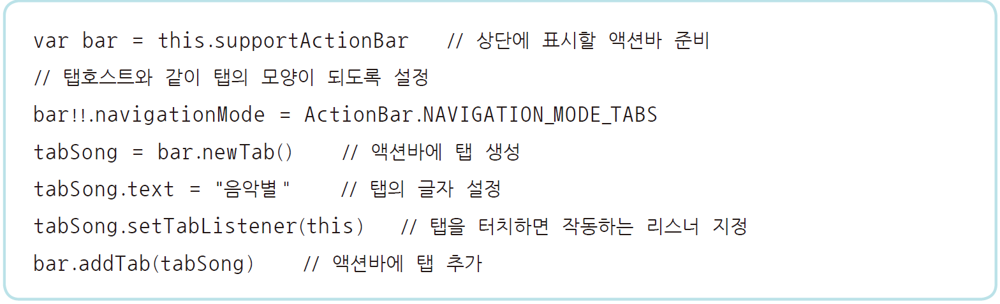 var bar = this.supportActionBar // 상단에 표시할 액션바 준비
// 탭호스트와 같이 탭의 모양이 되도록 설정
bar!!.navigationMode = ActionBar.NAVIGATION_MODE_TABS
tabSong = bar.newTab() // 액션바에 탭 생성
tabSong.text = "음악별 " // 탭의 글자 설정
tabSong.setTabListener(this) // 탭을 터치하면 작동하는 리스너 지정
bar.addTab(tabSong) // 액션바에 탭 추가